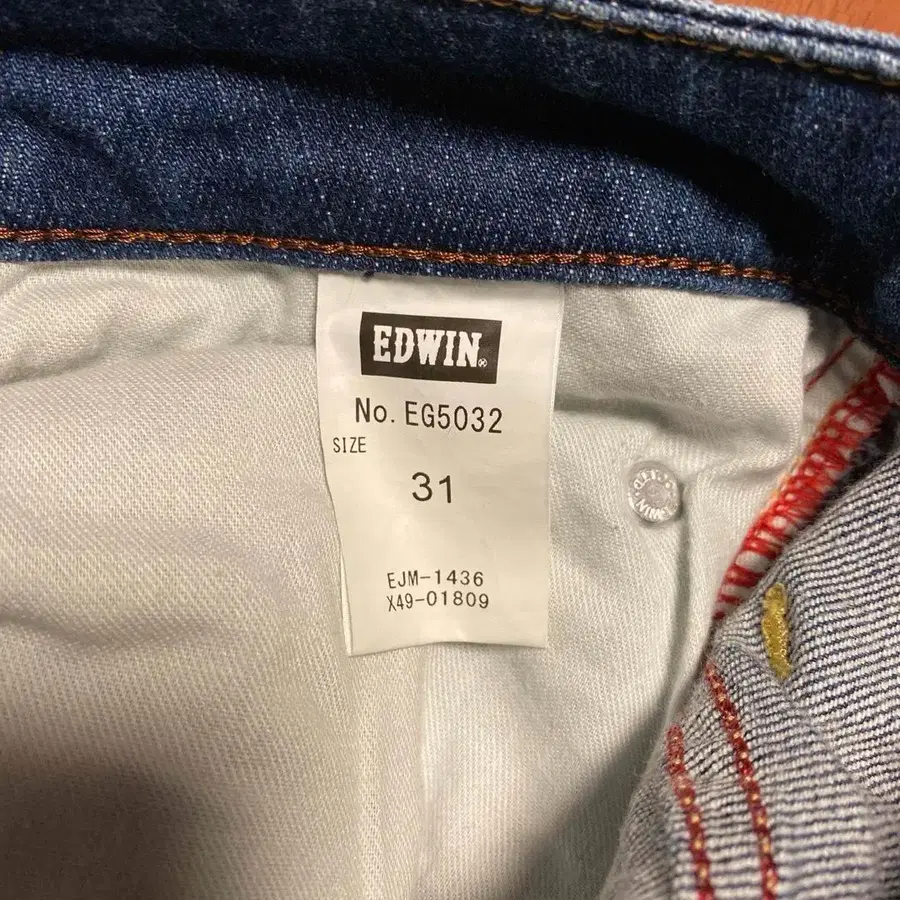 EDWIN
No. EG5032
SIZE
31
EJM-1436
X49-01809